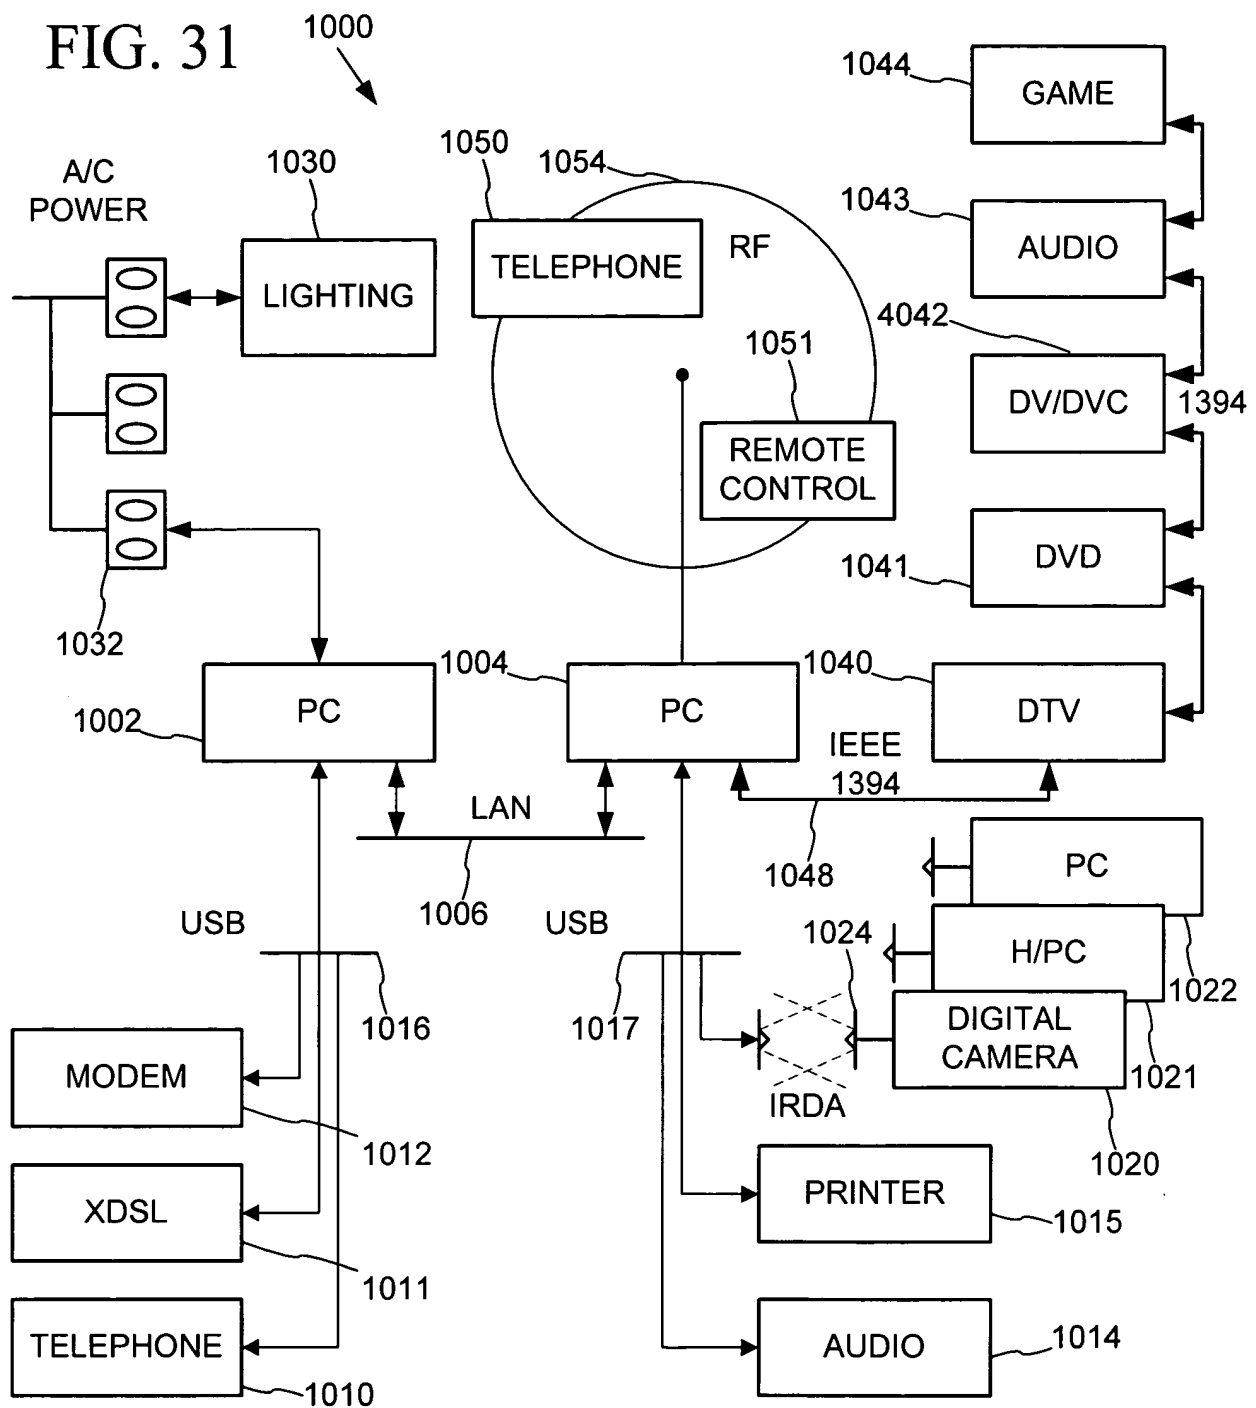 FIG. 31
1000
1044
GAME
A/C
POWER
1030
1050
1054
1043
AUDIO
RF
LIGHTING
TELEPHONE
4042
1051
DV/DVC
1394
REMOTE
CONTROL
1041
DVD
1032
1002
PC
1004
PC
1040
DTV
IEEE
1394
LAN
1006
1048
PC
USB
USB
1024
H/PC
1022
1016
1017
DIGITAL
CAMERA
1021
MODEM
IRDA
1012
1020
XDSL
PRINTER
1015
1011
TELEPHONE
AUDIO
1014
1010